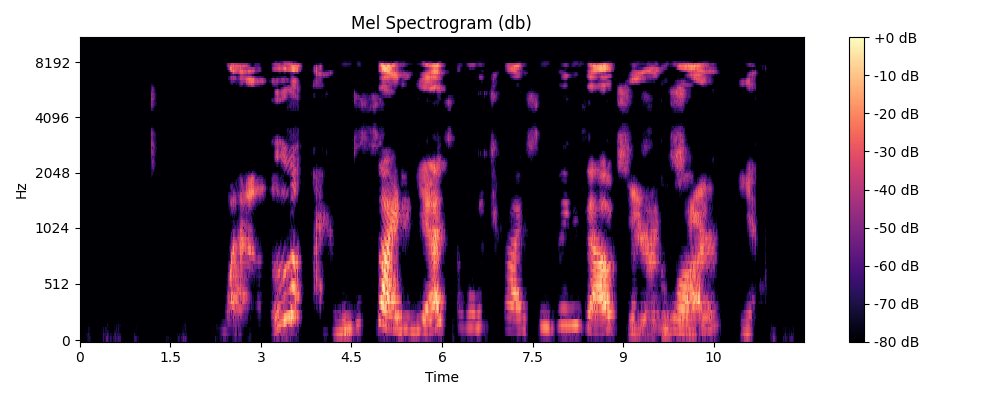 Mel Spectrogram (db)
8192
4096
2048
1024
512
0
Hz
0 1.5 3 4.5 6 7.5 9 10
Time
+0 dB
-10 dB
-20 dB
-30 dB
-40 dB
-50 dB
-60 dB
-70 dB
-80 dB